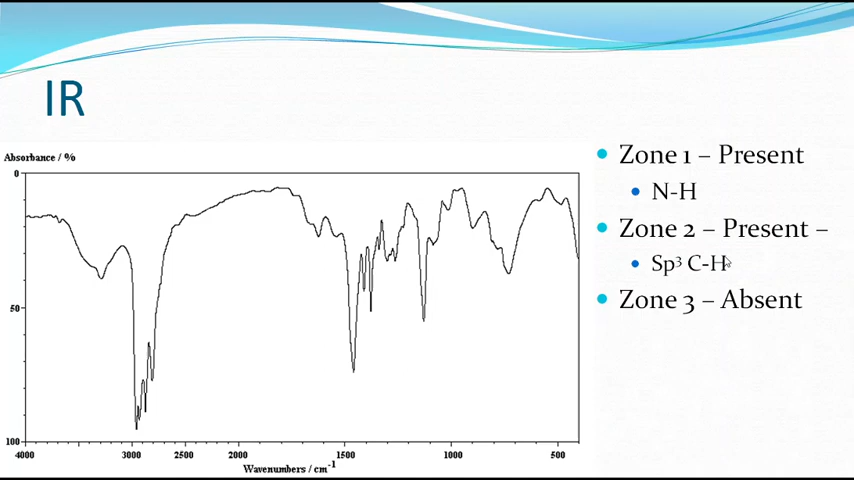 IR
Absorbance / %
0
50
100
4000 3000 2500 2000 1500 1000 500
Wavenumbers / cm⁻¹
Zone 1 – Present
N-H
Zone 2 – Present –
Sp³ C-H
Zone 3 – Absent